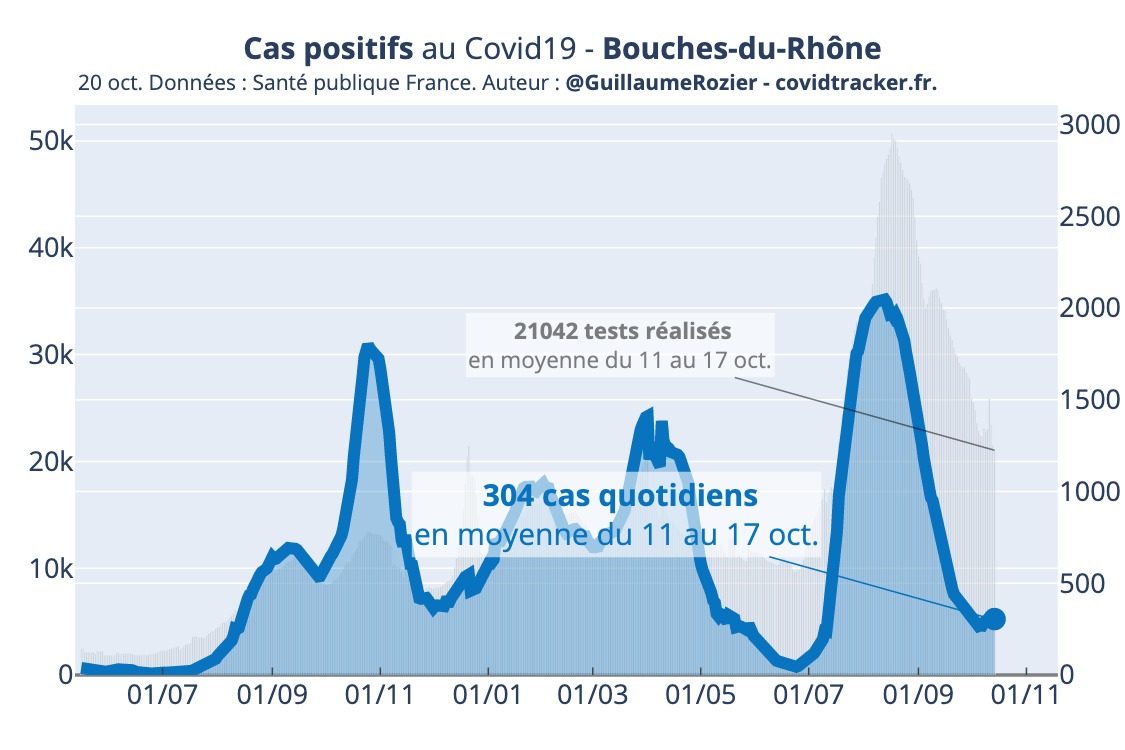 Cas positifs au Covid19 - Bouches-du-Rhône
20 oct. Données : Santé publique France. Auteur : @GuillaumeRozier - covidtracker.fr.
50k
40k
30k
20k
10k
0
3000
2500
2000
1500
1000
500
0
21042 tests réalisés
en moyenne du 11 au 17 oct.
304 cas quotidiens
en moyenne du 11 au 17 oct.
01/07 01/09 01/11 01/01 01/03 01/05 01/07 01/09 01/11